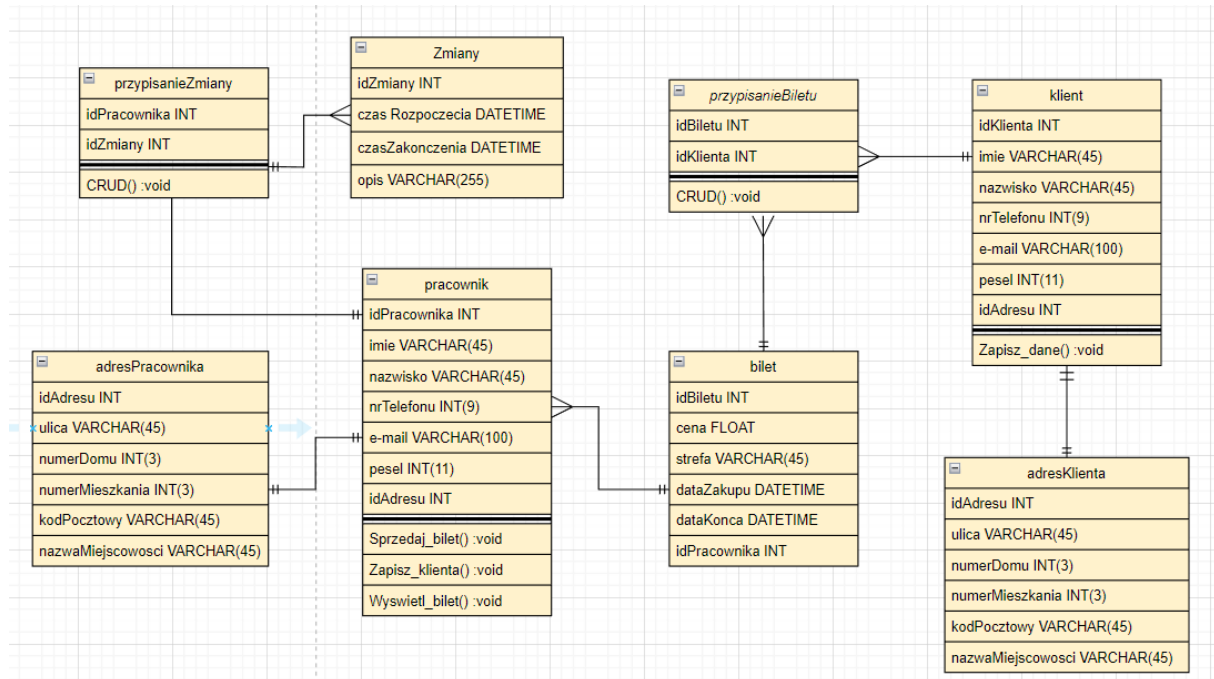 przypisanieZmiany
idPracownika INT
idZmiany INT
CRUD() :void
Zmiany
idZmiany INT
czas Rozpoczecia DATETIME
czasZakonczenia DATETIME
opis VARCHAR(255)
przypisanieBiletu
idBiletu INT
idKlienta INT
CRUD() :void
klient
idKlienta INT
imie VARCHAR(45)
nazwisko VARCHAR(45)
nrTelefonu INT(9)
e-mail VARCHAR(100)
pesel INT(11)
idAdresu INT
Zapisz_dane() :void
adresPracownika
idAdresu INT
ulica VARCHAR(45)
numerDomu INT(3)
numerMieszkania INT(3)
kodPocztowy VARCHAR(45)
nazwaMiejscowosci VARCHAR(45)
pracownik
idPracownika INT
imie VARCHAR(45)
nazwisko VARCHAR(45)
nrTelefonu INT(9)
e-mail VARCHAR(100)
pesel INT(11)
idAdresu INT
Sprzedaj_bilet() :void
Zapisz_klienta() :void
Wyswietl_bilet() :void
bilet
idBiletu INT
cena FLOAT
strefa VARCHAR(45)
dataZakupu DATETIME
dataKonca DATETIME
idPracownika INT
adresKlienta
idAdresu INT
ulica VARCHAR(45)
numerDomu INT(3)
numerMieszkania INT(3)
kodPocztowy VARCHAR(45)
nazwaMiejscowosci VARCHAR(45)